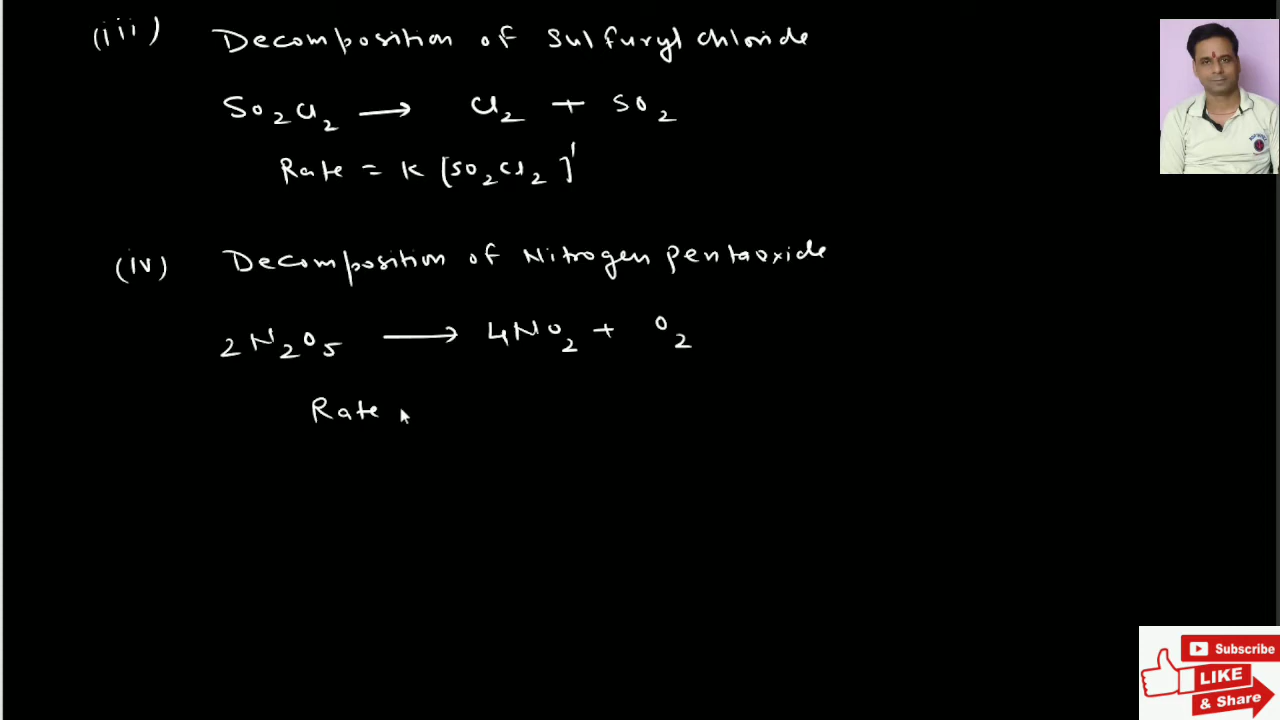 (iii) Decomposition of Sulfuryl chloride
SO₂Cl₂ → Cl₂ + SO₂
Rate = K [SO₂Cl₂]¹
(iv) Decomposition of Nitrogen pentaoxide
2N₂O₅ → 4NO₂ + O₂
Rate
Subscribe
LIKE
& Share